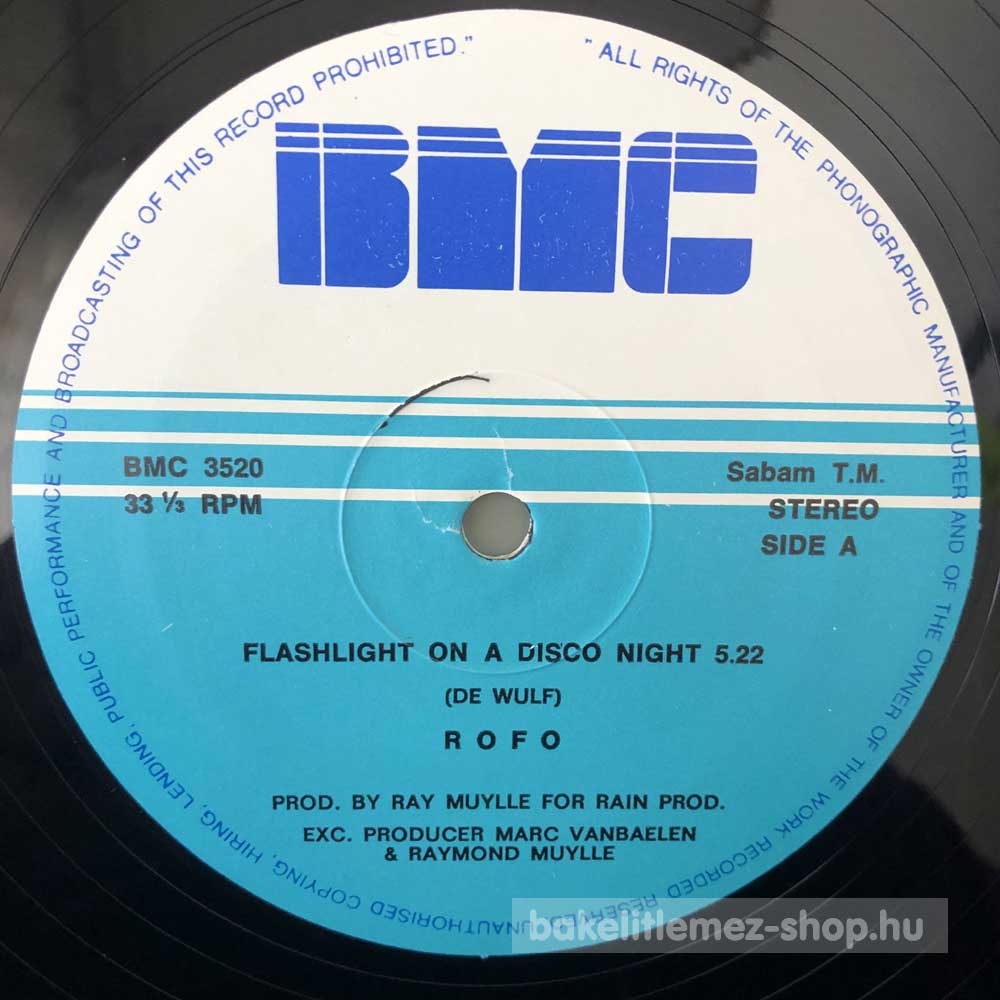 "ALL RIGHTS OF THE PHONOGRAPHIC MANUFACTURER AND OF THE OWNER OF THE WORK RECORDED RESERVED. UNAUTHORISED COPYING, HIRING, LENDING, PUBLIC PERFORMANCE AND BROADCASTING OF THIS RECORD PROHIBITED."
BMC
BMC 3520
33 ⅓ RPM
Sabam T.M.
STEREO
SIDE A
FLASHLIGHT ON A DISCO NIGHT 5.22
(DE WULF)
ROFO
PROD. BY RAY MUYLLE FOR RAIN PROD.
EXC. PRODUCER MARC VANBAELEN
& RAYMOND MUYLLE
bakelitlemez-shop.hu